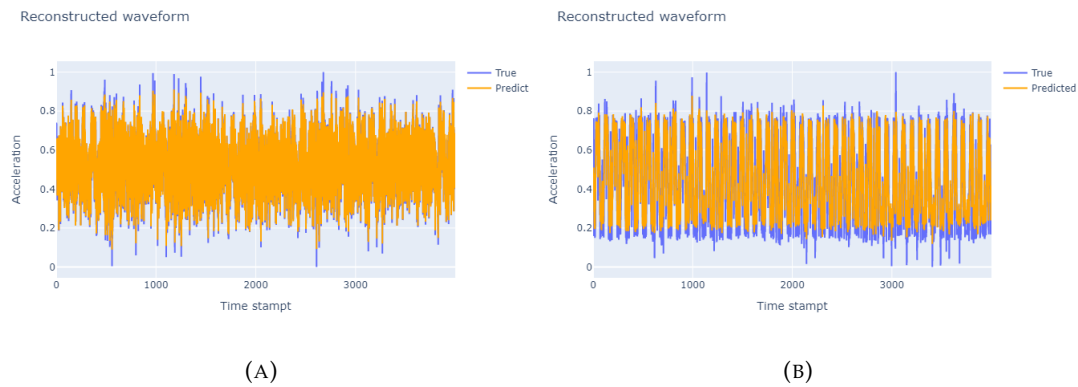 Reconstructed waveform
1
0.8
0.6
0.4
0.2
0
Acceleration
0
1000
2000
3000
Time stampt
True
Predict
(A)
Reconstructed waveform
1
0.8
0.6
0.4
0.2
0
Acceleration
0
1000
2000
3000
Time stampt
True
Predicted
(B)